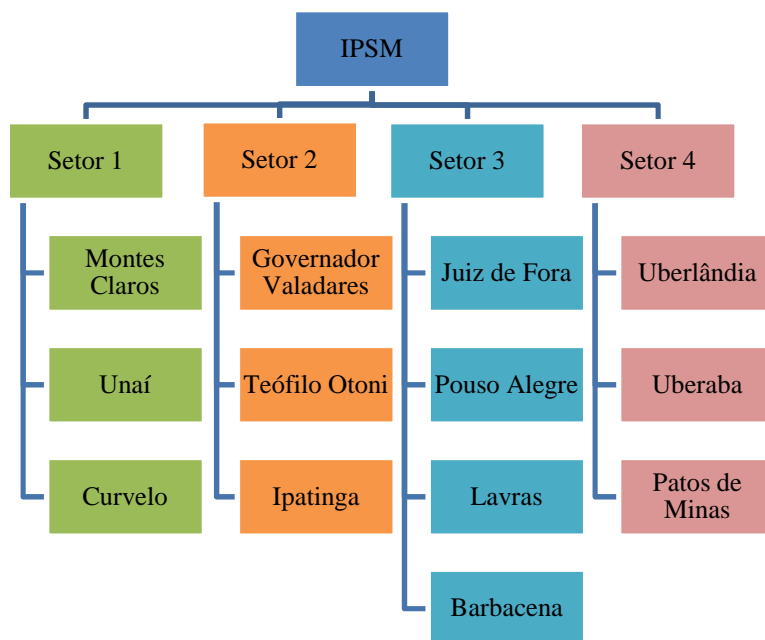 IPSM
Setor 1
Setor 2
Setor 3
Setor 4
Montes
Claros
Unaí
Curvelo
Governador
Valadares
Teófilo Otoni
Ipatinga
Juiz de Fora
Pouso Alegre
Lavras
Barbacena
Uberlândia
Uberaba
Patos de
Minas